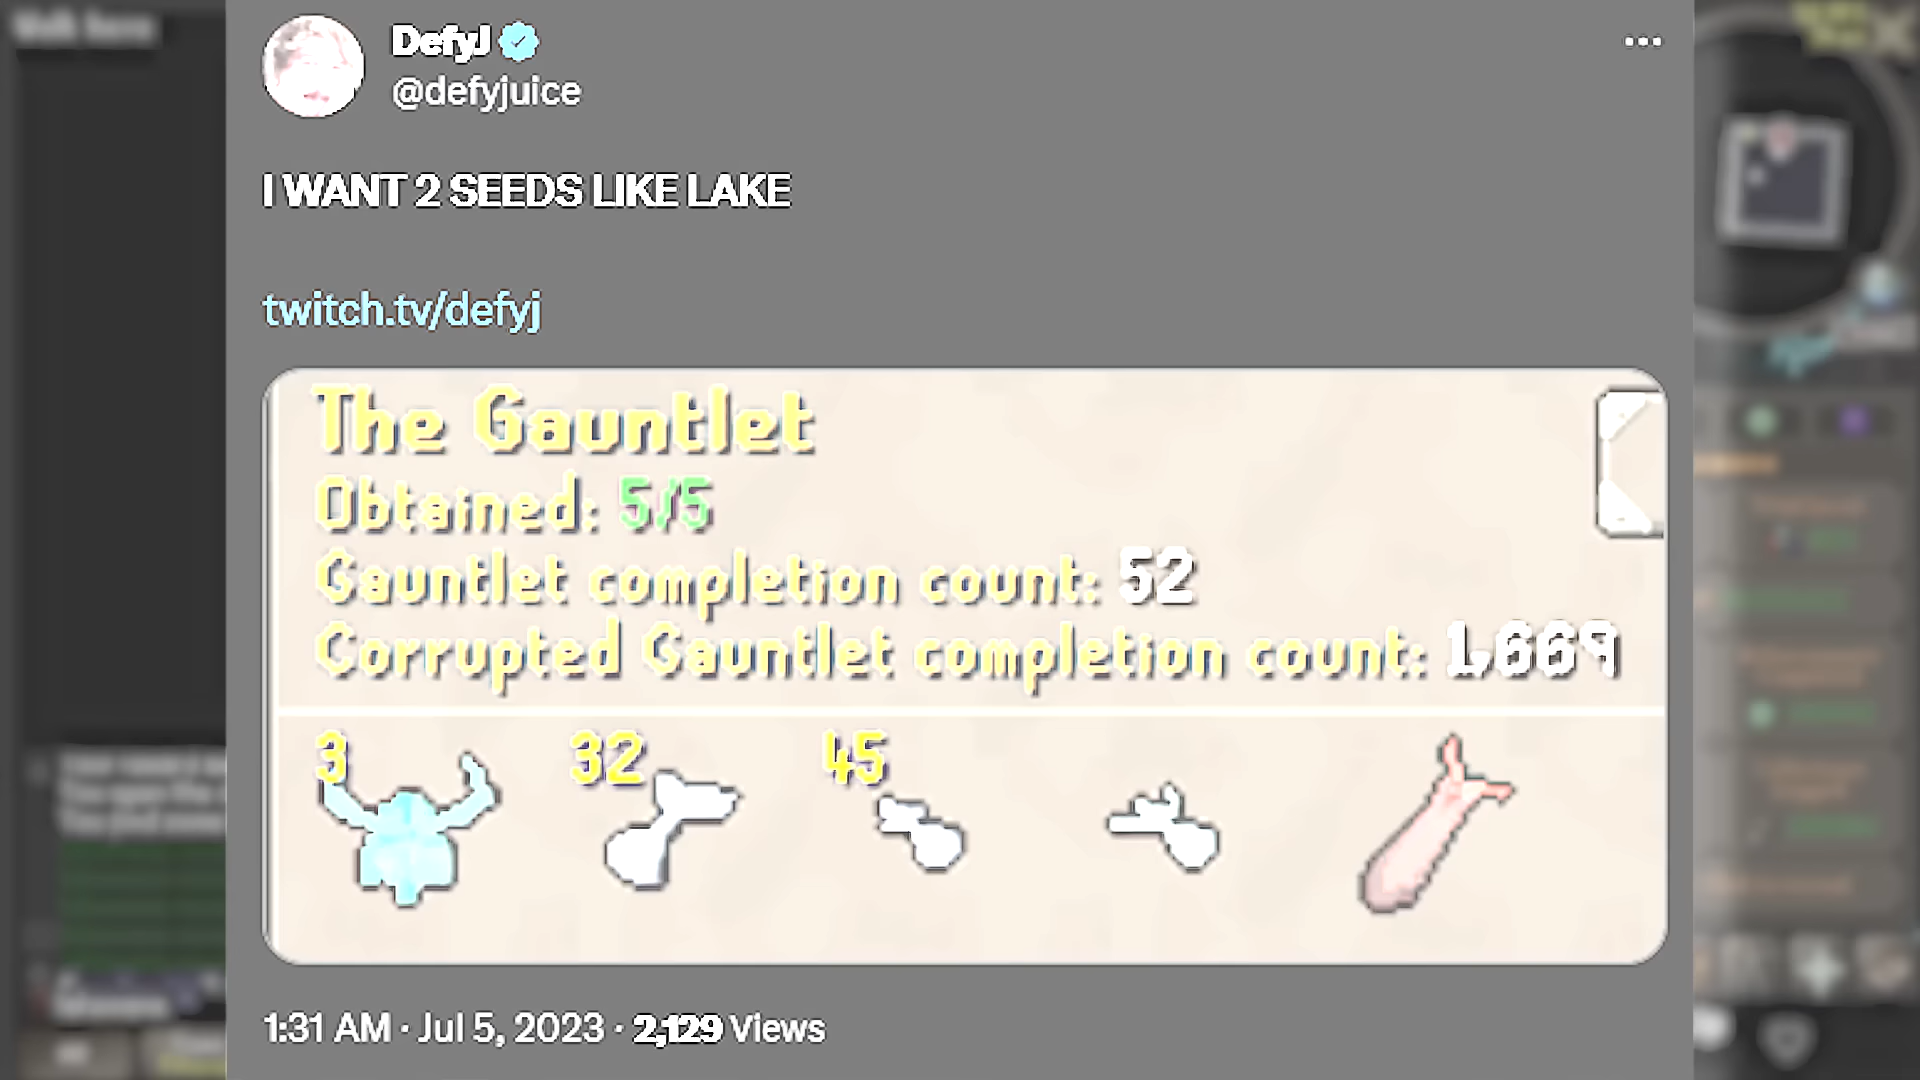 DefyJ
@defyjuice
I WANT 2 SEEDS LIKE LAKE
twitch.tv/defyj
The Gauntlet
Obtained: 5/5
Gauntlet completion count: 52
Corrupted Gauntlet completion count: 1,669
3 32 45
1:31 AM · Jul 5, 2023 · 2,129 Views